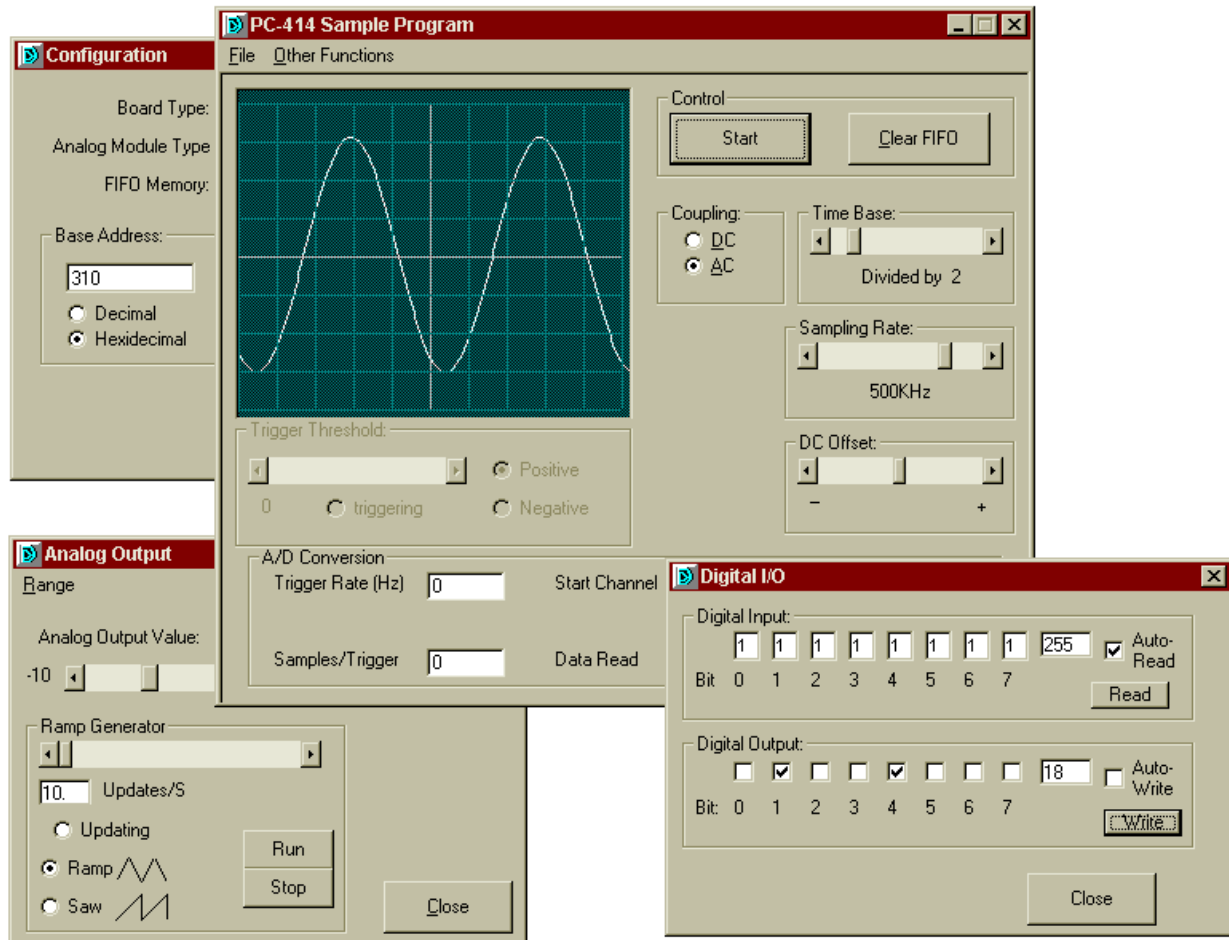 Configuration
Board Type:
Analog Module Type
FIFO Memory:
Base Address:
310
Decimal
Hexidecimal
PC-414 Sample Program
File Other Functions
Control
Start
Clear FIFO
Coupling:
DC
AC
Time Base:
Divided by 2
Sampling Rate:
500KHz
DC Offset:
− +
Trigger Threshold:
Positive
0 triggering Negative
A/D Conversion
Trigger Rate (Hz) 0 Start Channel
Samples/Trigger 0 Data Read
Analog Output
Range
Analog Output Value:
-10
Ramp Generator
10. Updates/S
Updating
Ramp
Saw
Run
Stop
Close
Digital I/O
Digital Input:
1 1 1 1 1 1 1 1 255 Auto-Read
Bit 0 1 2 3 4 5 6 7
Read
Digital Output:
18 Auto-Write
Bit: 0 1 2 3 4 5 6 7
Write
Close